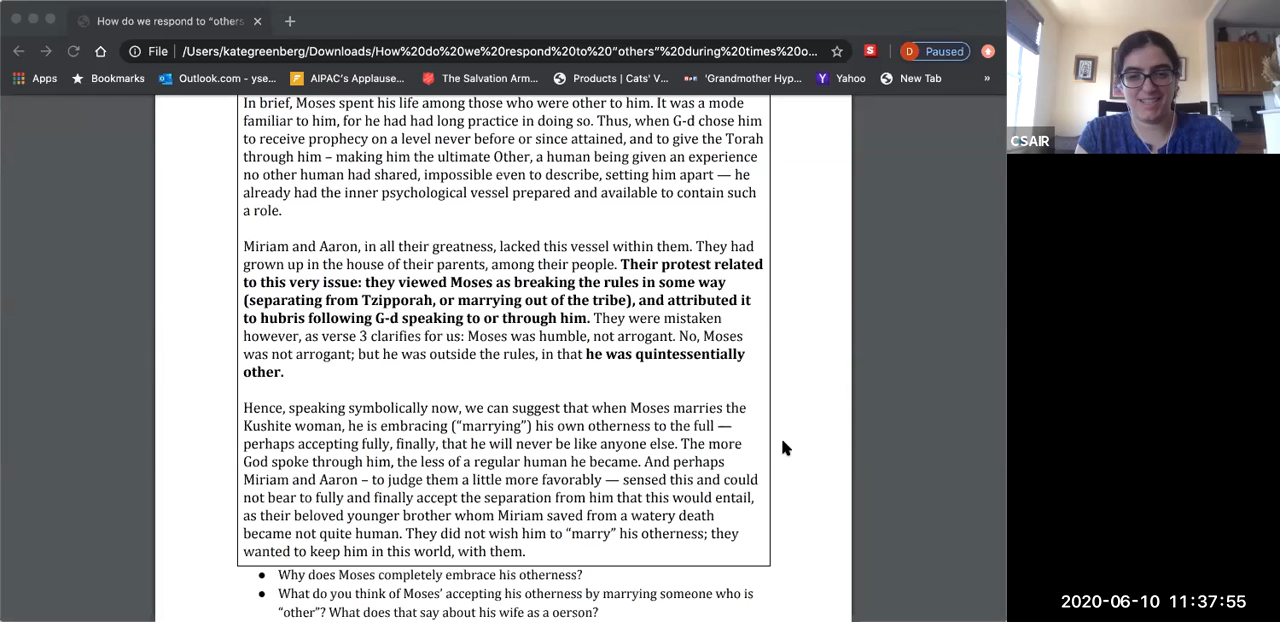 How do we respond to "others
File
/Users/kategreenberg/Downloads/How%20do%20we%20respond%20to%20"others"%20during%20times%20o...
S
D
Paused
Apps
Bookmarks
Outlook.com - yse...
AIPAC's Applause...
The Salvation Arm...
Products | Cats' V...
'Grandmother Hyp...
Yahoo
New Tab
»
In brief, Moses spent his life among those who were other to him. It was a mode
familiar to him, for he had had long practice in doing so. Thus, when G-d chose him
to receive prophecy on a level never before or since attained, and to give the Torah
through him – making him the ultimate Other, a human being given an experience
no other human had shared, impossible even to describe, setting him apart — he
already had the inner psychological vessel prepared and available to contain such
a role.
Miriam and Aaron, in all their greatness, lacked this vessel within them. They had
grown up in the house of their parents, among their people. Their protest related
to this very issue: they viewed Moses as breaking the rules in some way
(separating from Tzipporah, or marrying out of the tribe), and attributed it
to hubris following G-d speaking to or through him. They were mistaken
however, as verse 3 clarifies for us: Moses was humble, not arrogant. No, Moses
was not arrogant; but he was outside the rules, in that he was quintessentially
other.
Hence, speaking symbolically now, we can suggest that when Moses marries the
Kushite woman, he is embracing ("marrying") his own otherness to the full —
perhaps accepting fully, finally, that he will never be like anyone else. The more
God spoke through him, the less of a regular human he became. And perhaps
Miriam and Aaron – to judge them a little more favorably — sensed this and could
not bear to fully and finally accept the separation from him that this would entail,
as their beloved younger brother whom Miriam saved from a watery death
became not quite human. They did not wish him to "marry" his otherness; they
wanted to keep him in this world, with them.
● Why does Moses completely embrace his otherness?
● What do you think of Moses' accepting his otherness by marrying someone who is
"other"? What does that say about his wife as a person?
CSAIR
2020-06-10 11:37:55